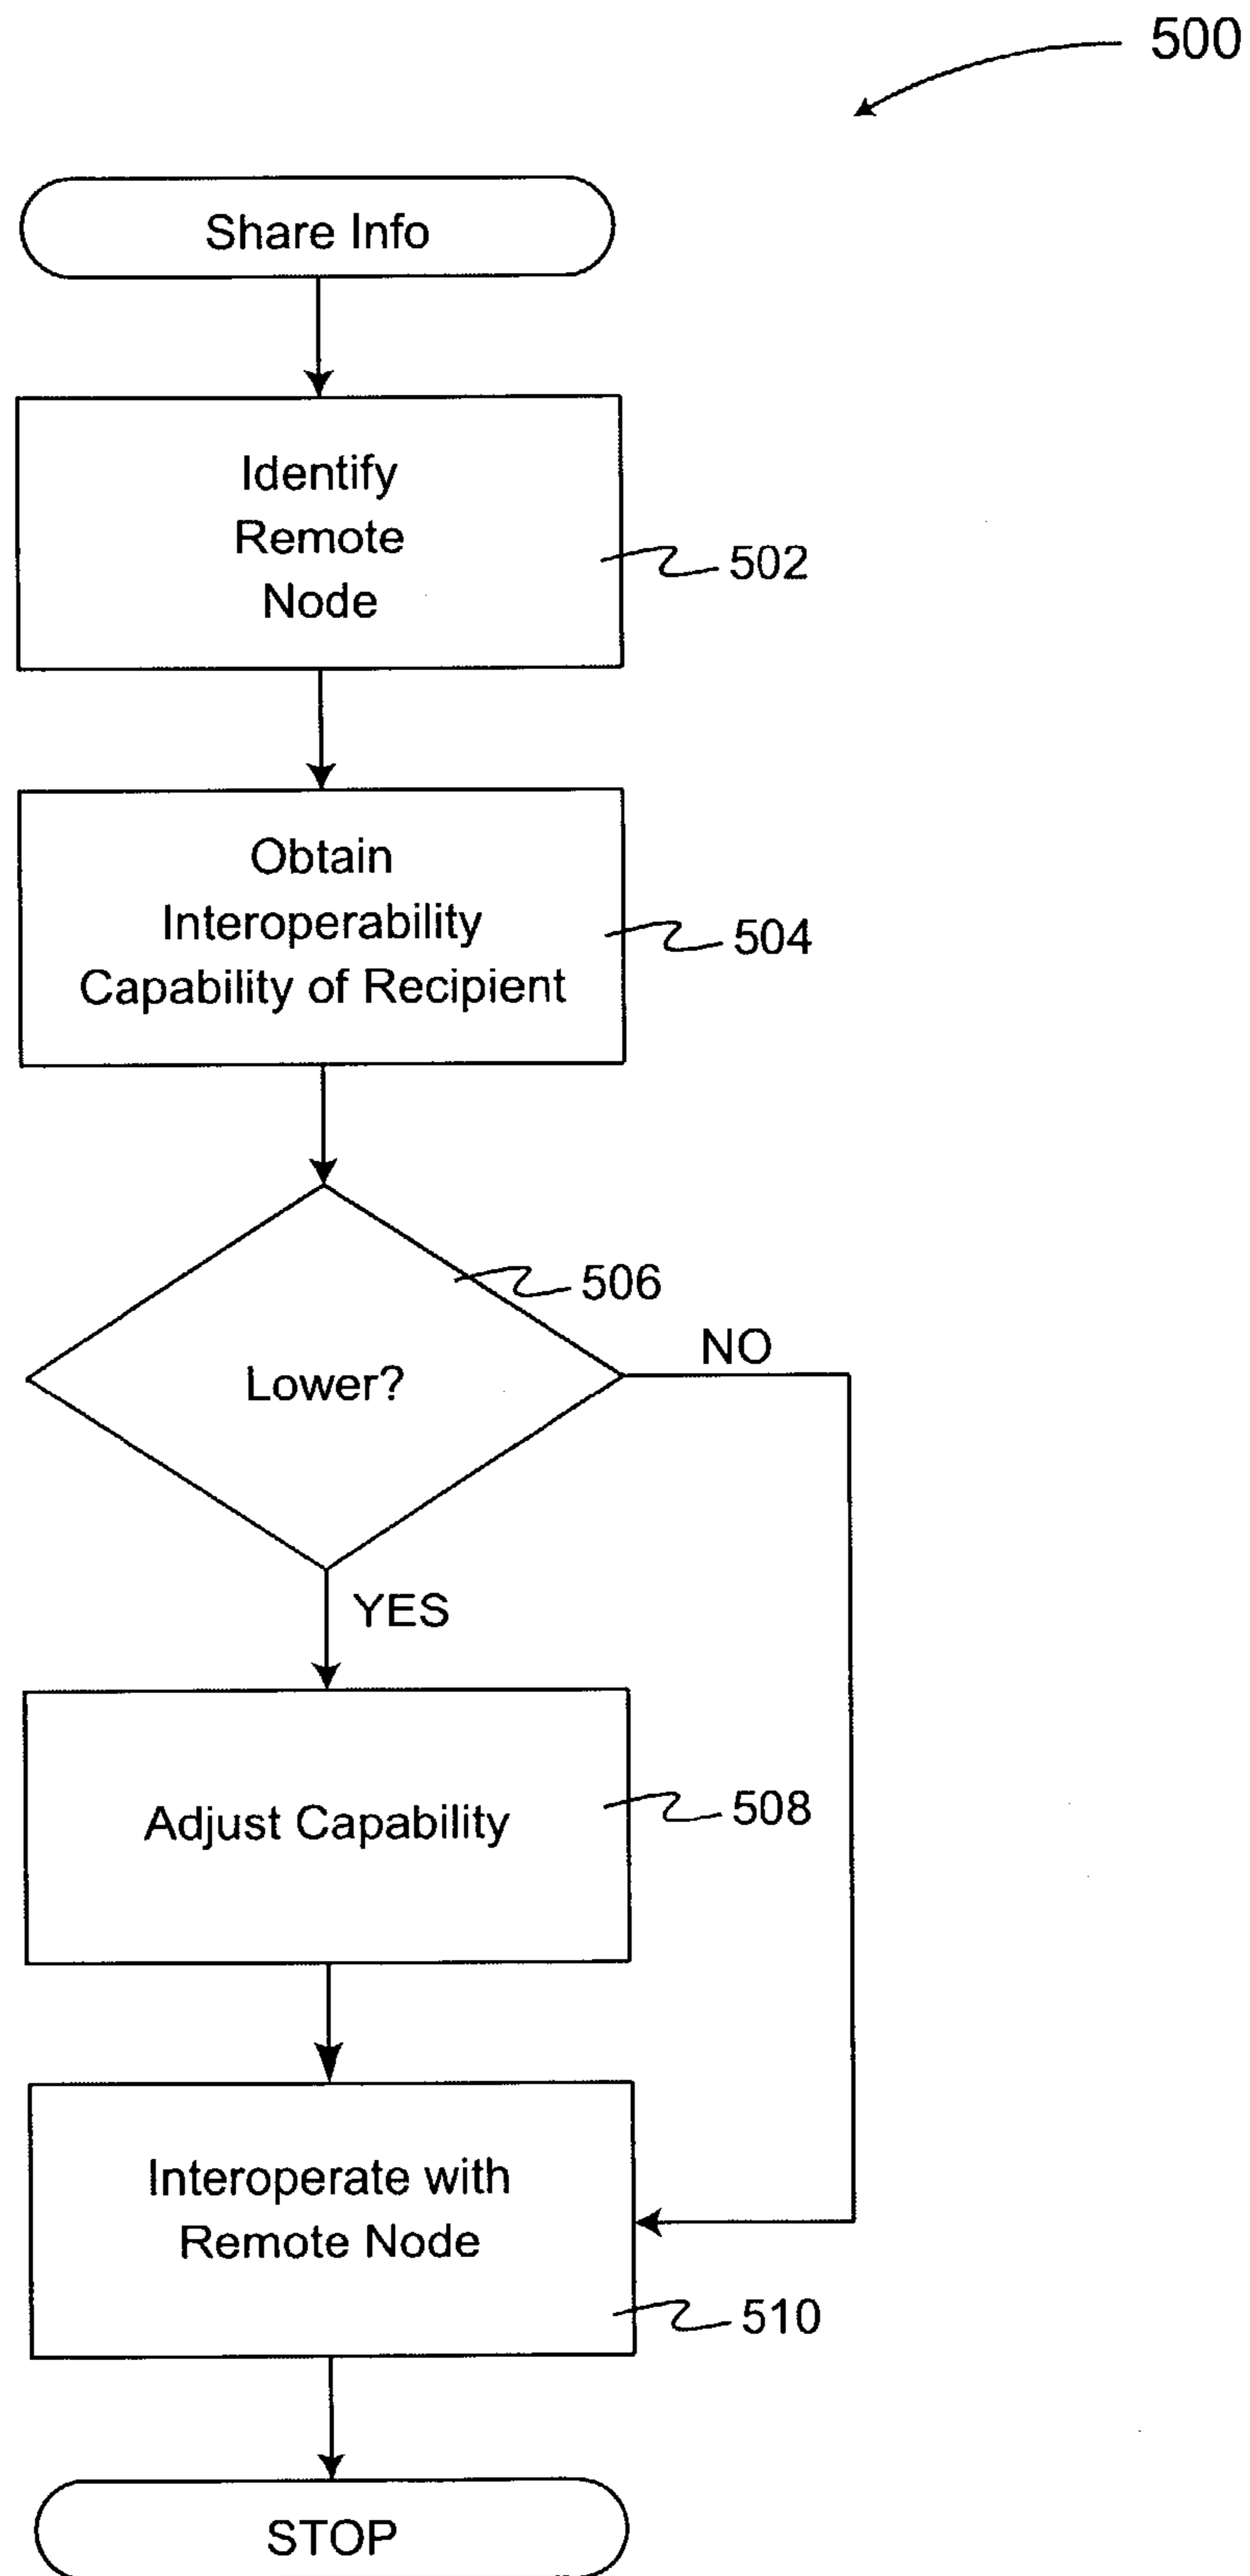 500
Share Info
Identify
Remote
Node
502
Obtain
Interoperability
Capability of Recipient
504
506
Lower?
NO
YES
Adjust Capability
508
Interoperate with
Remote Node
510
STOP